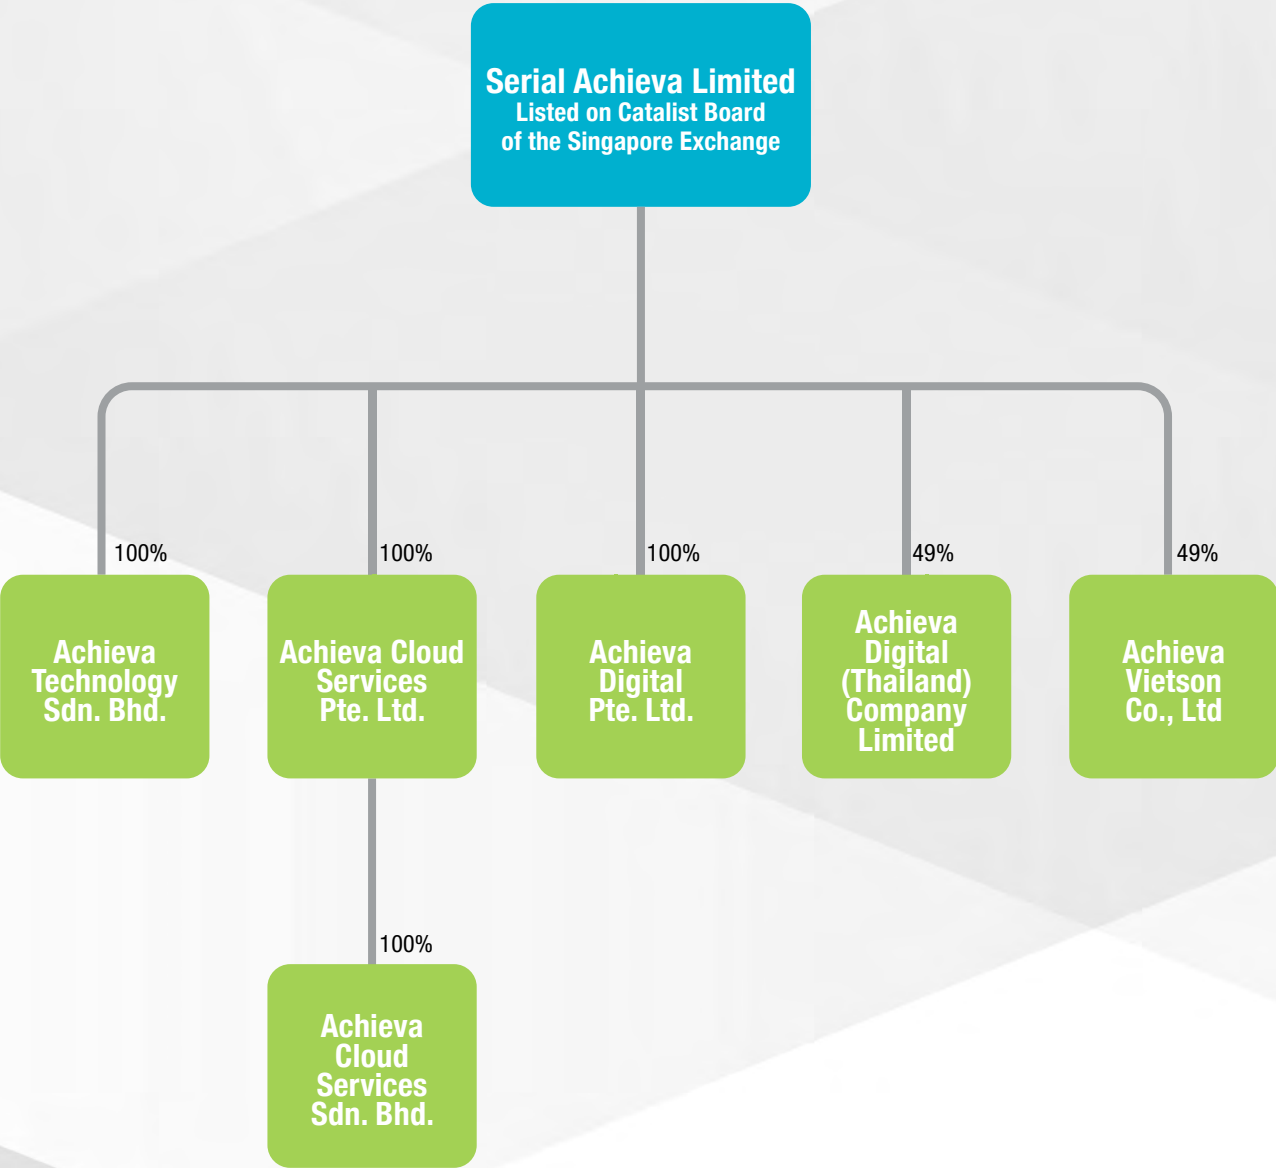 Serial Achieva Limited
Listed on Catalist Board
of the Singapore Exchange
100%
100%
100%
49%
49%
Achieva
Technology
Sdn. Bhd.
Achieva Cloud
Services
Pte. Ltd.
Achieva
Digital
Pte. Ltd.
Achieva
Digital
(Thailand)
Company
Limited
Achieva
Vietson
Co., Ltd
100%
Achieva
Cloud
Services
Sdn. Bhd.